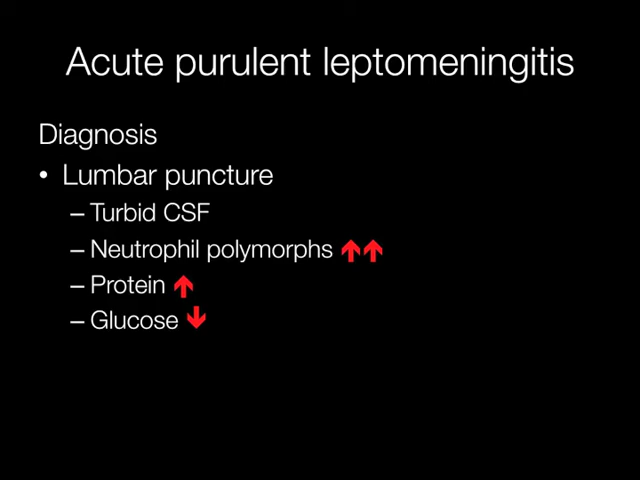 Acute purulent leptomeningitis
Diagnosis
• Lumbar puncture
– Turbid CSF
– Neutrophil polymorphs ↑↑
– Protein ↑
– Glucose ↓